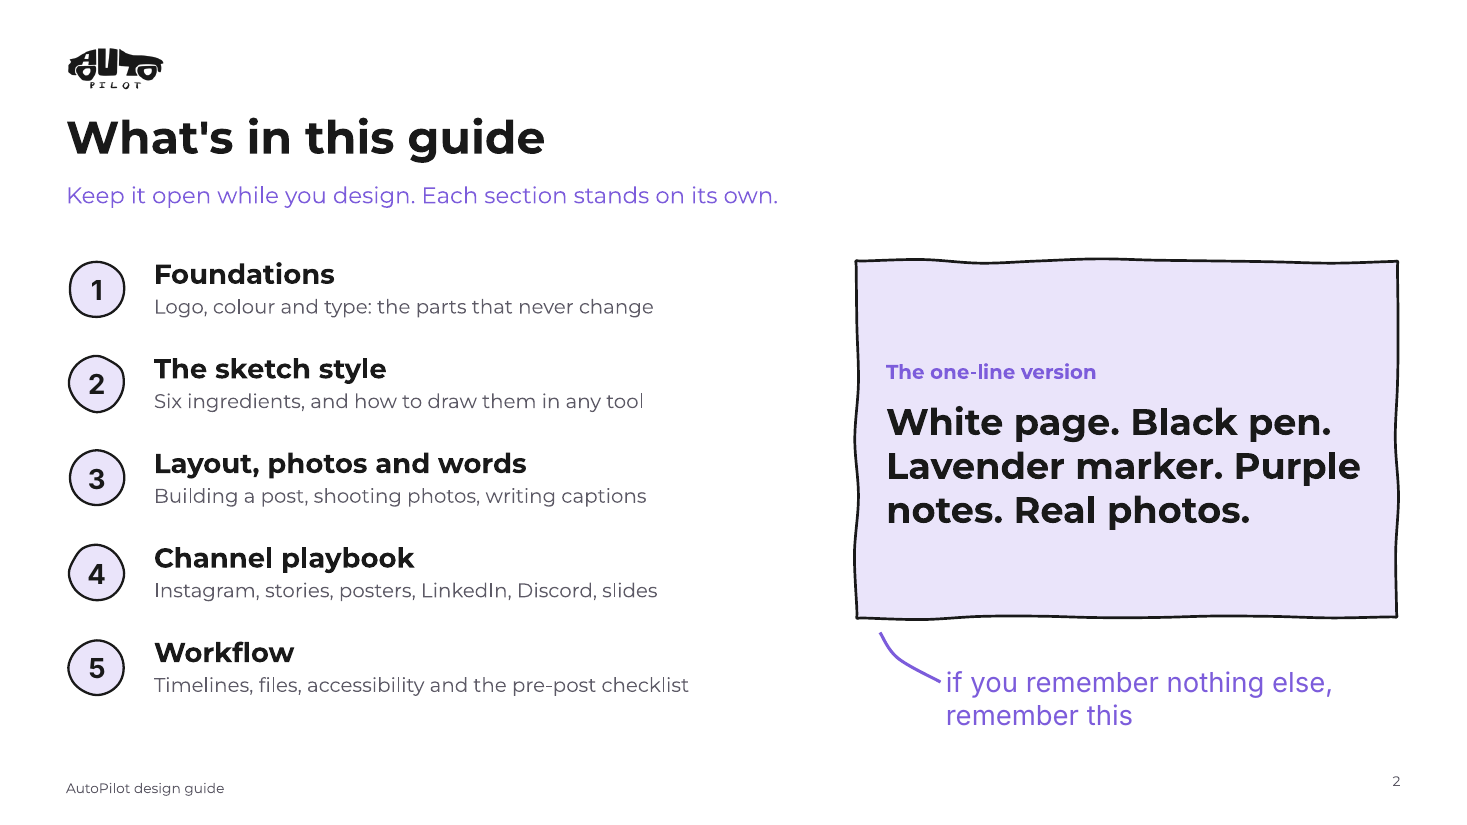 AUTO
PILOT
What's in this guide
Keep it open while you design. Each section stands on its own.
1
Foundations
Logo, colour and type: the parts that never change
2
The sketch style
Six ingredients, and how to draw them in any tool
3
Layout, photos and words
Building a post, shooting photos, writing captions
4
Channel playbook
Instagram, stories, posters, LinkedIn, Discord, slides
5
Workflow
Timelines, files, accessibility and the pre-post checklist
The one-line version
White page. Black pen.
Lavender marker. Purple
notes. Real photos.
if you remember nothing else,
remember this
AutoPilot design guide
2